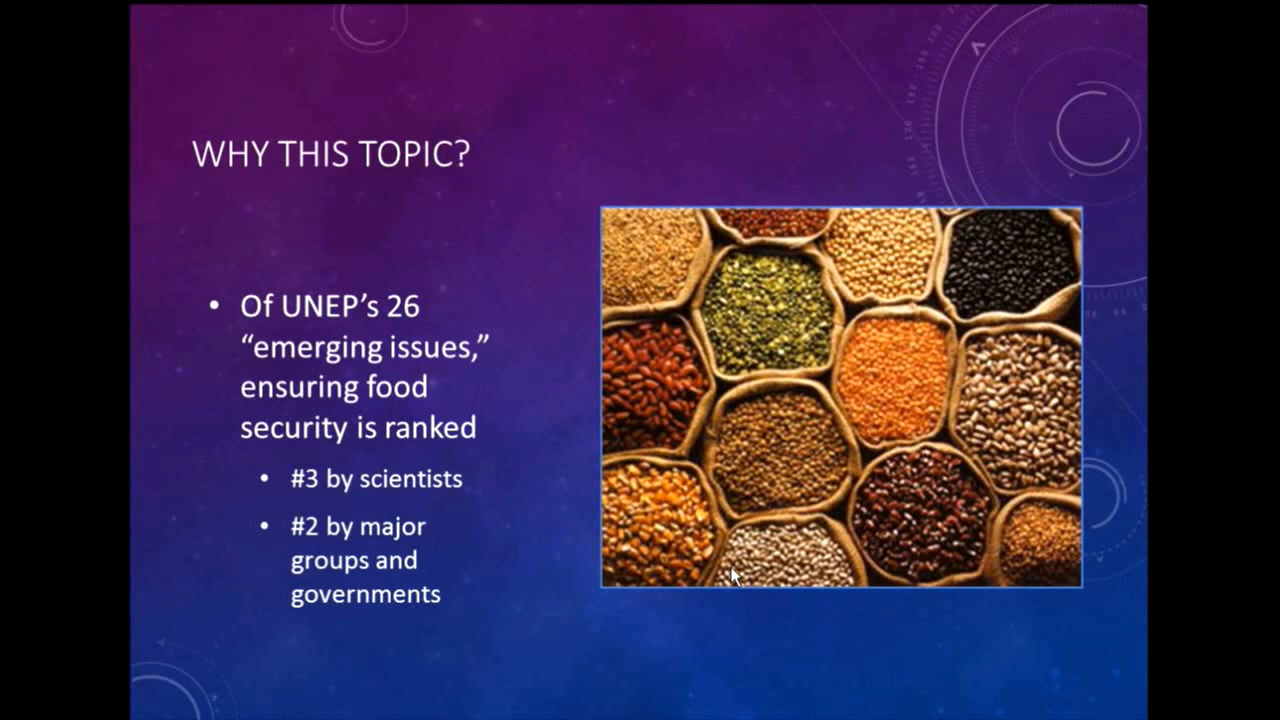 WHY THIS TOPIC?
• Of UNEP’s 26
“emerging issues,”
ensuring food
security is ranked
• #3 by scientists
• #2 by major
groups and
governments